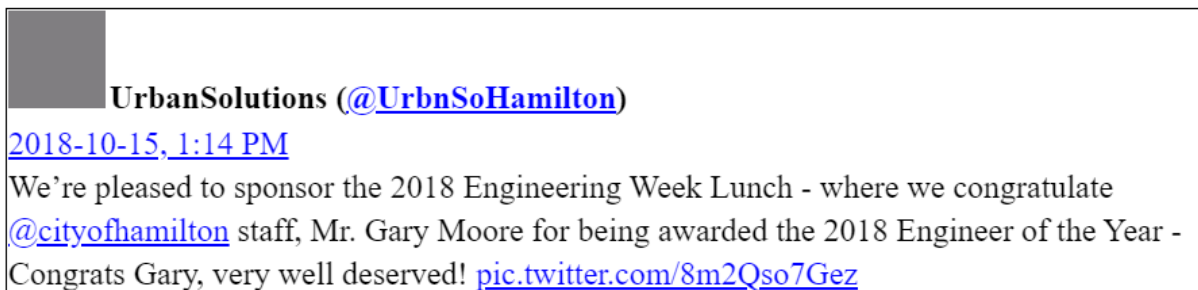 UrbanSolutions (@UrbnSoHamilton)
2018-10-15, 1:14 PM
We’re pleased to sponsor the 2018 Engineering Week Lunch - where we congratulate
@cityofhamilton staff, Mr. Gary Moore for being awarded the 2018 Engineer of the Year -
Congrats Gary, very well deserved! pic.twitter.com/8m2Qso7Gez